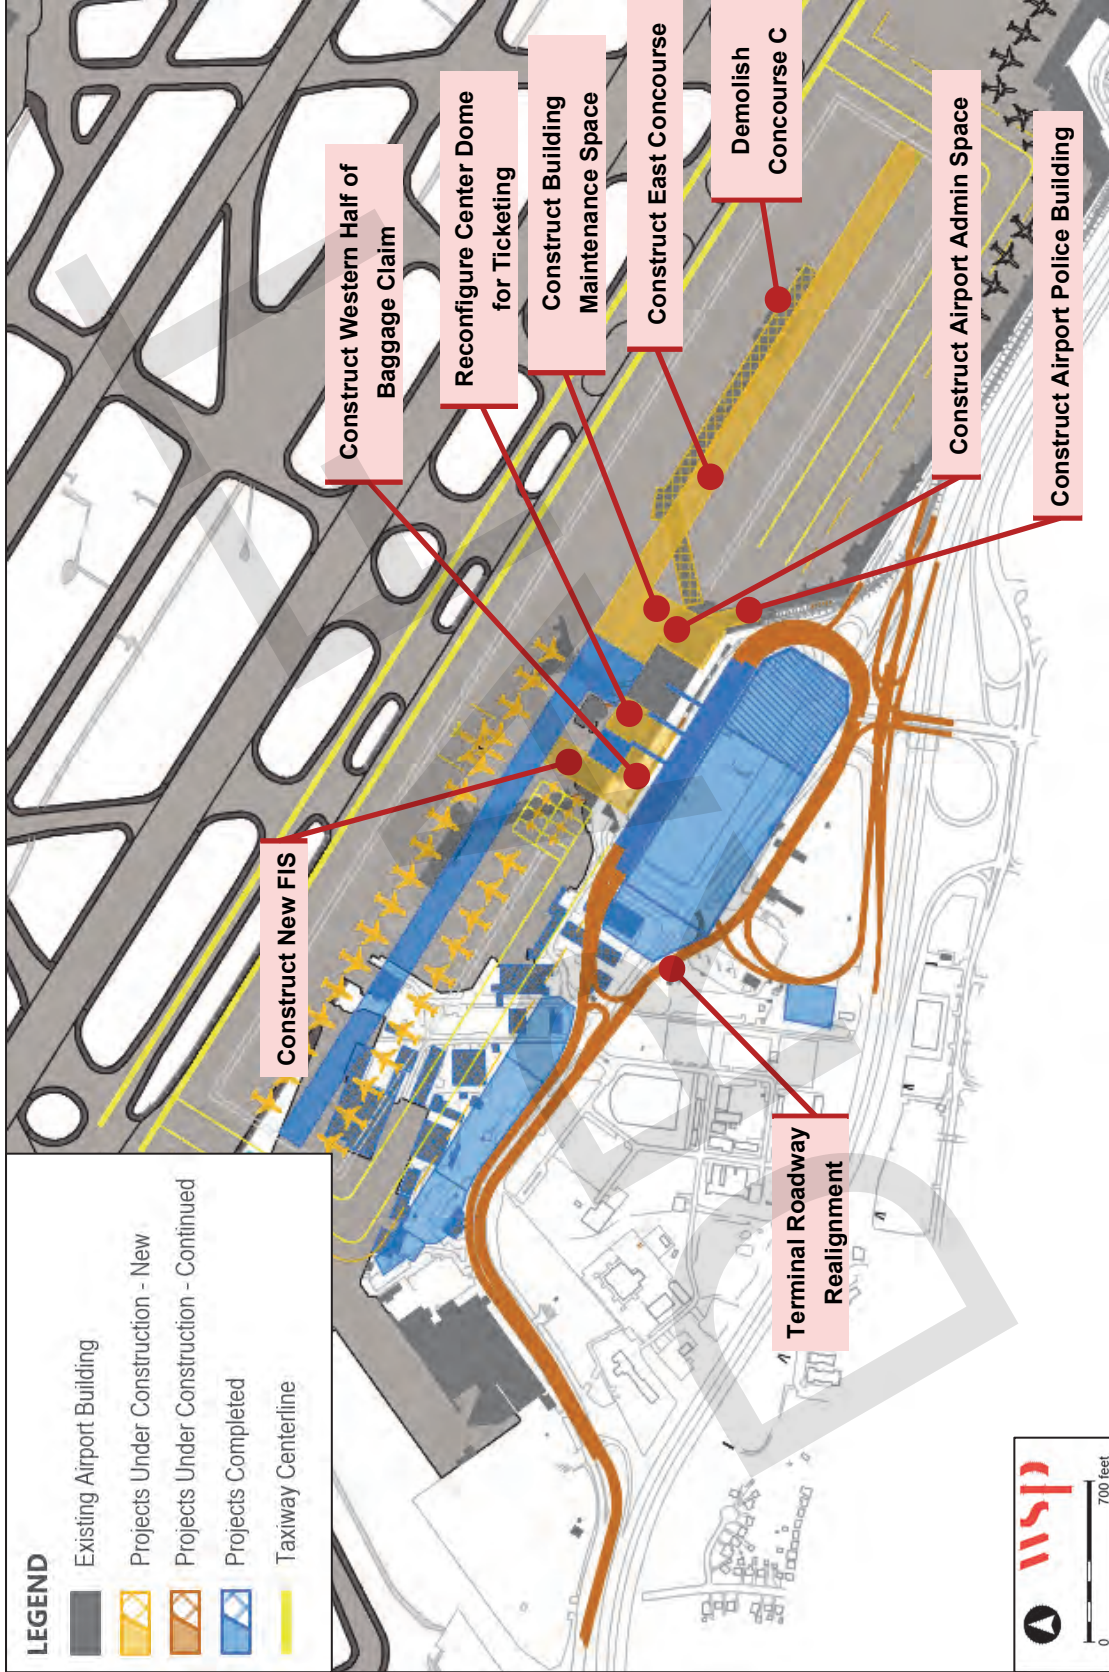 LEGEND
Existing Airport Building
Projects Under Construction - New
Projects Under Construction - Continued
Projects Completed
Taxiway Centerline
Construct New FIS
Construct Western Half of
Baggage Claim
Reconfigure Center Dome
for Ticketing
Construct Building
Maintenance Space
Construct East Concourse
Demolish
Concourse C
Construct Airport Admin Space
Construct Airport Police Building
Terminal Roadway
Realignment
DRAFT
wsp
0
700 feet